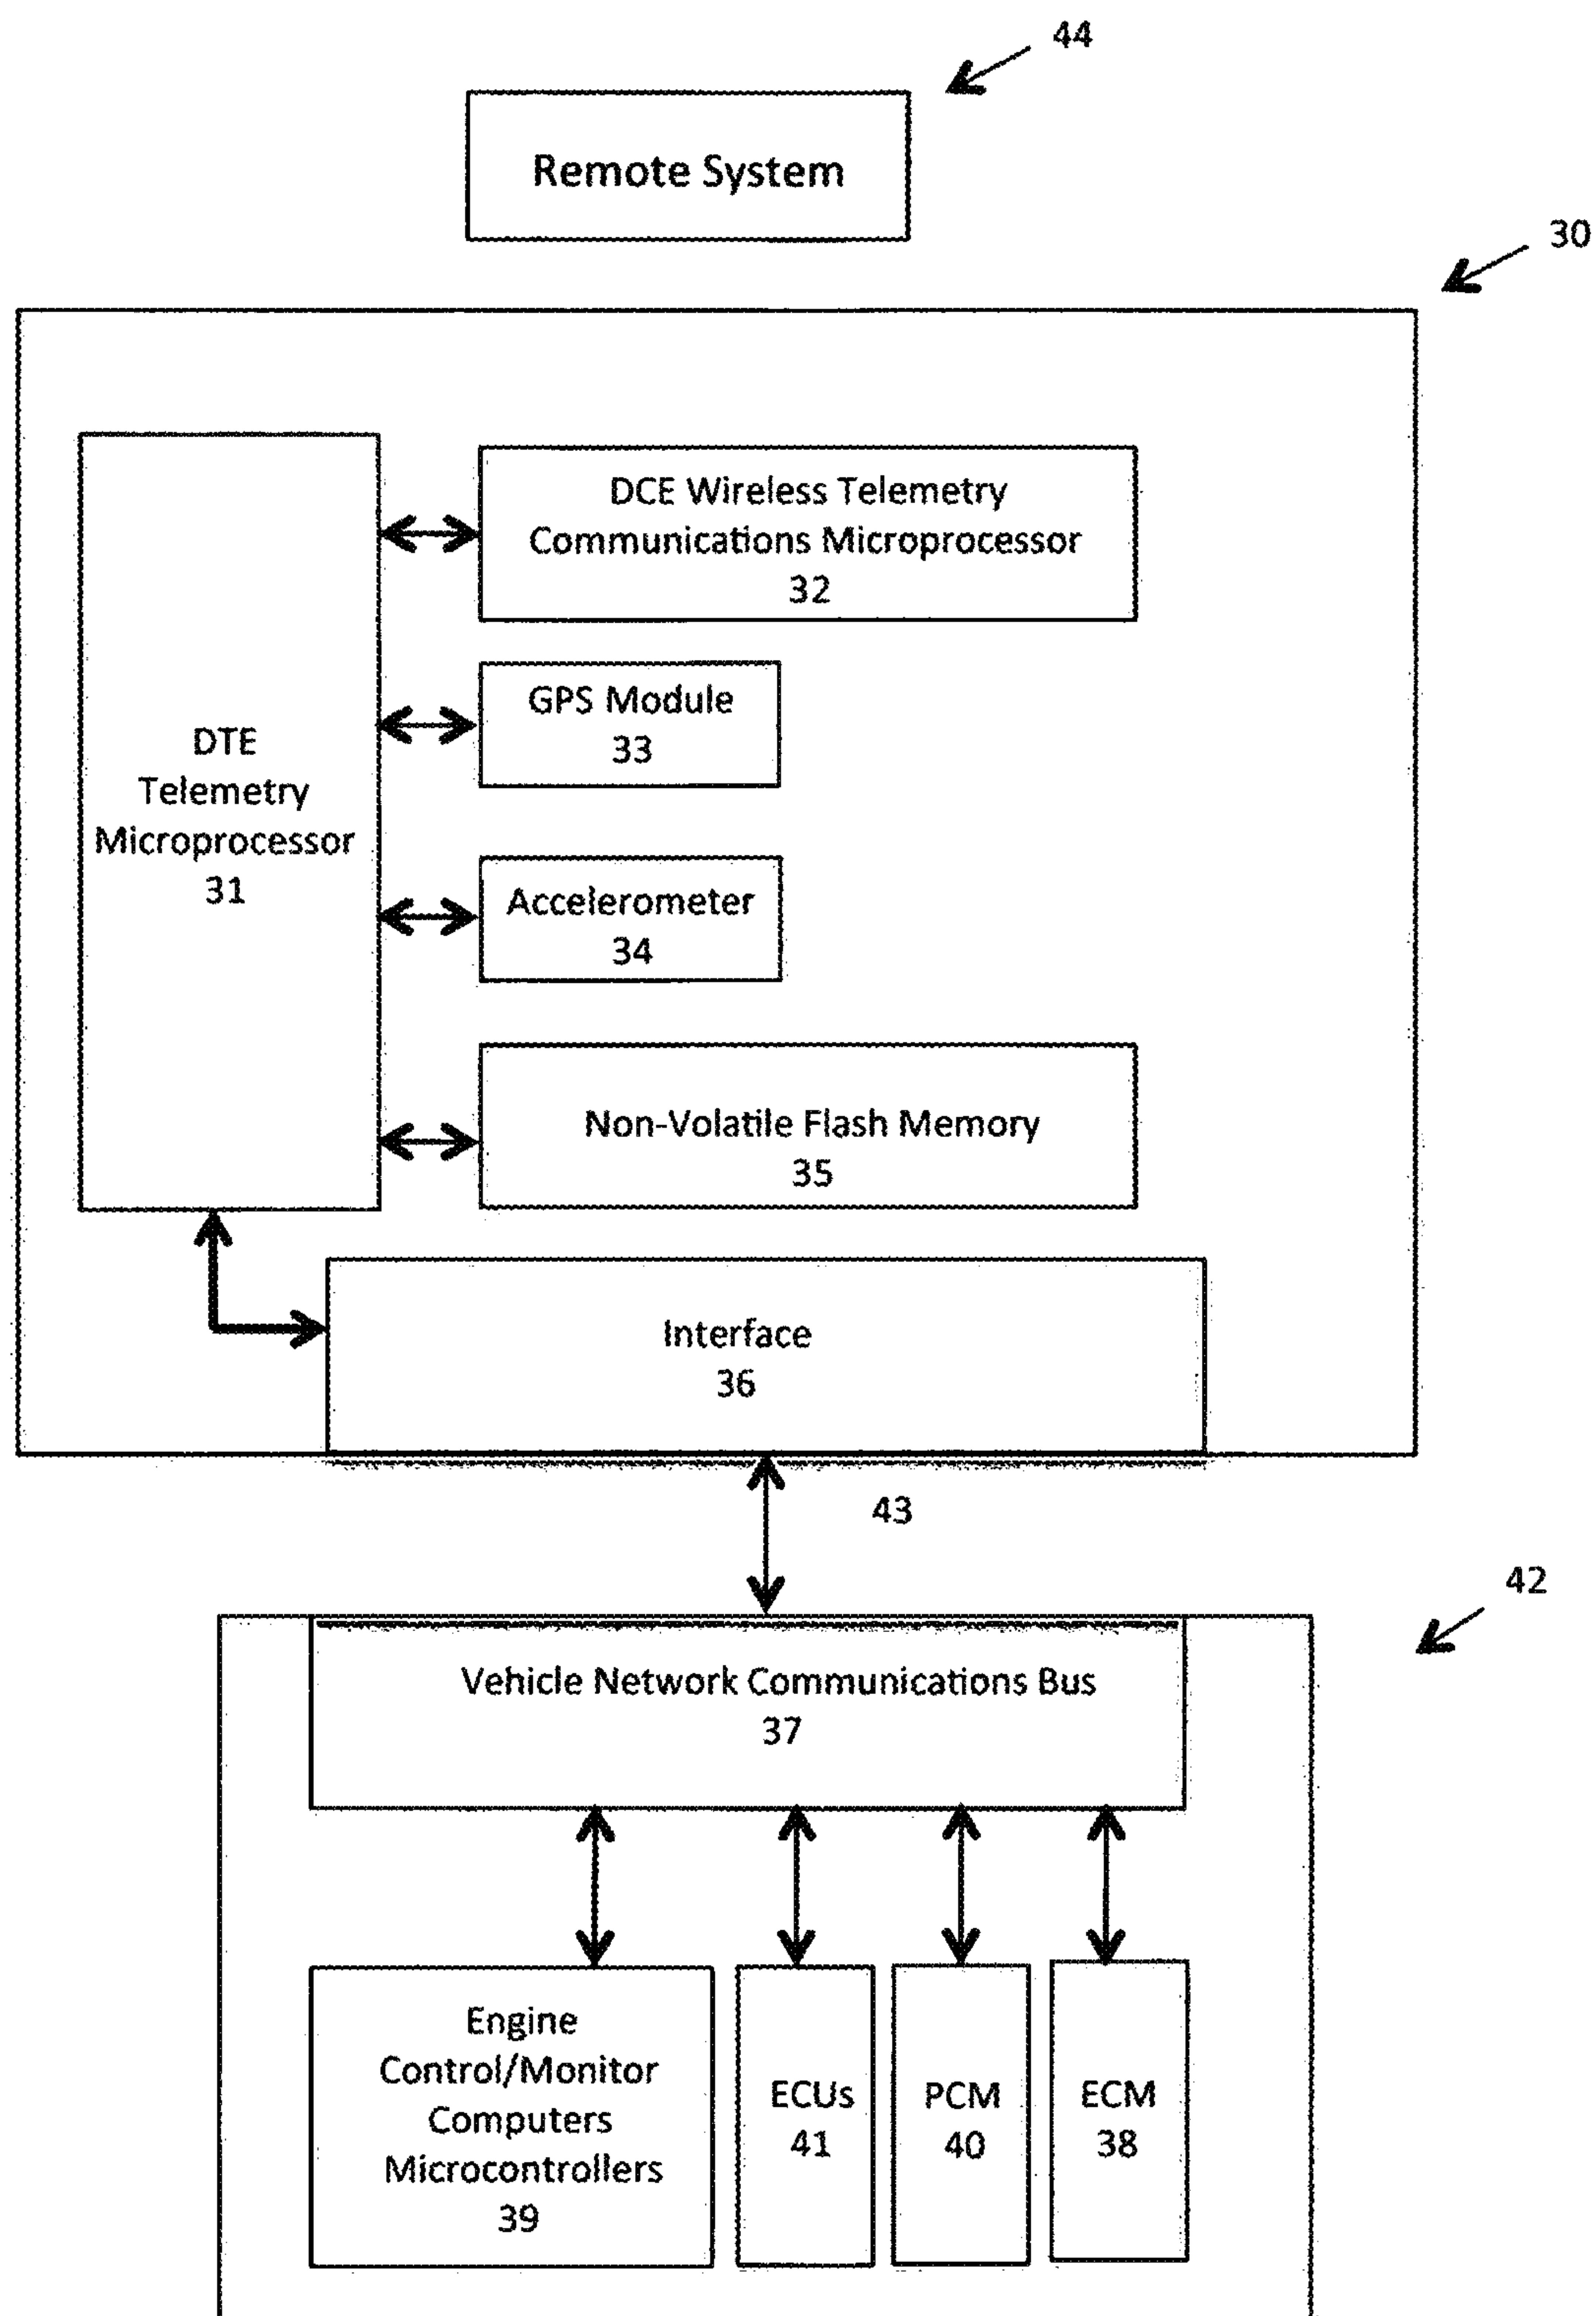 44
Remote System
30
DCE Wireless Telemetry
Communications Microprocessor
32
GPS Module
33
DTE
Telemetry
Microprocessor
31
Accelerometer
34
Non-Volatile Flash Memory
35
Interface
36
43
42
Vehicle Network Communications Bus
37
Engine
Control/Monitor
Computers
Microcontrollers
39
ECUs
41
PCM
40
ECM
38